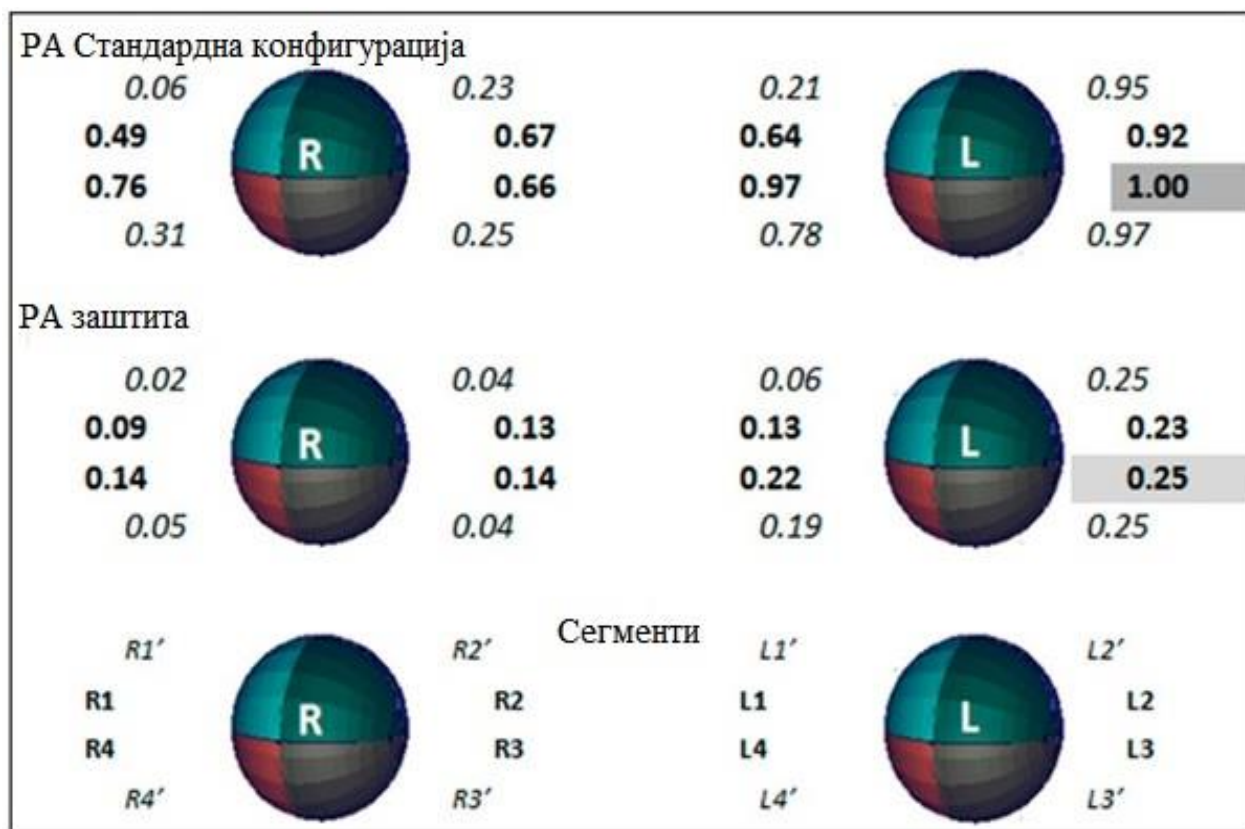 РА Стандардна конфигурација
0.06 0.23 0.21 0.95
0.49 R 0.67 0.64 L 0.92
0.76 0.66 0.97 1.00
0.31 0.25 0.78 0.97
РА заштита
0.02 0.04 0.06 0.25
0.09 R 0.13 0.13 L 0.23
0.14 0.14 0.22 0.25
0.05 0.04 0.19 0.25
Сегменти
R1′ R2′ L1′ L2′
R1 R R2 L1 L L2
R4 R3 L4 L3
R4′ R3′ L4′ L3′